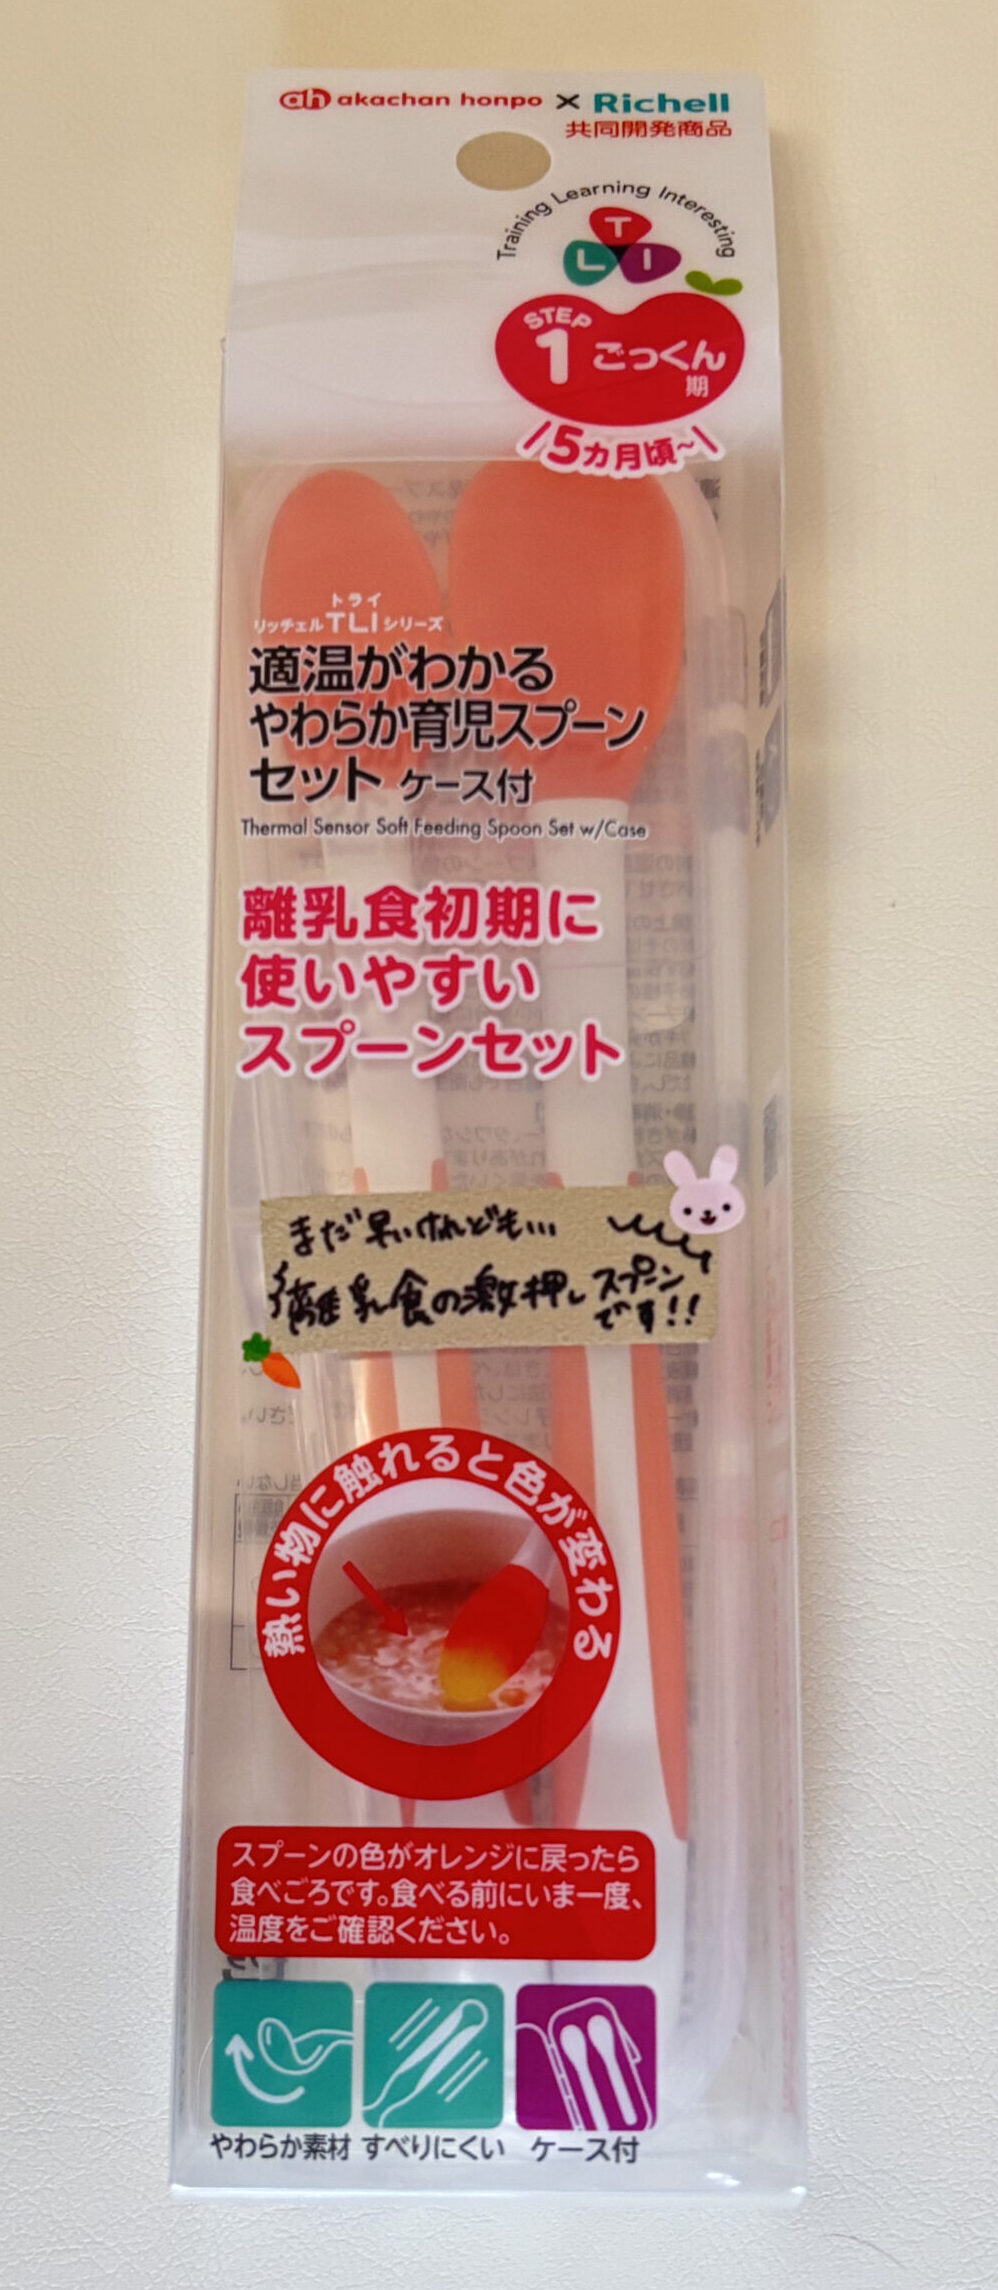 ah akachan honpo × Richell
共同開発商品
Training Learning Interesting
T
L I
STEP
1 ごっくん
期
5ヵ月頃~
トライ
リッチェルTLIシリーズ
適温がわかる
やわらか育児スプーン
セット ケース付
Thermal Sensor Soft Feeding Spoon Set w/Case
離乳食初期に
使いやすい
スプーンセット
まだ早いけれども…
離乳食の激押しスプーン
です!!
熱い物に触れると色が変わる
スプーンの色がオレンジに戻ったら
食べごろです。食べる前にいま一度、
温度をご確認ください。
やわらか素材 すべりにくい ケース付